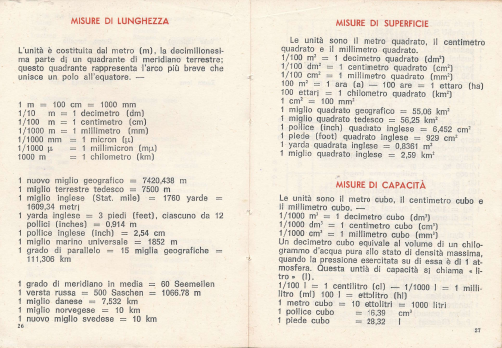 MISURE DI LUNGHEZZA
L'unità è costituita dal metro (m), la decimilionesi-
ma parte di un quadrante di meridiano terrestre;
questo quadrante rappresenta l'arco più breve che
unisce un polo all'equatore. —
1 m = 100 cm = 1000 mm
1/10 m = 1 decimetro (dm)
1/100 m = 1 centimetro (cm)
1/1000 m = 1 millimetro (mm)
1/1000 mm = 1 micron (μ)
1/1000 μ = 1 millimicron (mμ)
1000 m = 1 chilometro (km)
1 nuovo miglio geografico = 7420,438 m
1 miglio terrestre tedesco = 7500 m
1 miglio inglese (Stat. mile) = 1760 yarde =
1609,34 metri
1 yarda inglese = 3 piedi (feet), ciascuno da 12
pollici (inches) = 0,914 m
1 pollice inglese (inch) = 2,54 cm
1 miglio marino universale = 1852 m
1 grado di parallelo = 15 miglia geografiche =
111,306 km
1 grado di meridiano in media = 60 Seemeilen
1 versta russa = 500 Saschen = 1066.78 m
1 miglio danese = 7,532 km
1 miglio norvegese = 10 km
1 nuovo miglio svedese = 10 km
26
MISURE DI SUPERFICIE
Le unità sono il metro quadrato, il centimetro
quadrato e il millimetro quadrato.
1/100 m² = 1 decimetro quadrato (dm²)
1/100 dm² = 1 centimetro quadrato (cm²)
1/100 cm² = 1 millimetro quadrato (mm²)
100 m² = 1 ara (a) — 100 are = 1 ettaro (ha)
100 ettari = 1 chilometro quadrato (km²)
1 cm² = 100 mm²
1 miglio quadrato geografico = 55,06 km²
1 miglio quadrato tedesco = 56,25 km²
1 pollice (inch) quadrato inglese = 6,452 cm²
1 piede (foot) quadrato inglese = 929 cm²
1 yarda quadrata inglese = 0,8361 m²
1 miglio quadrato inglese = 2,59 km²
MISURE DI CAPACITÀ
Le unità sono il metro cubo, il centimetro cubo e
il millimetro cubo. —
1/1000 m³ = 1 decimetro cubo (dm³)
1/1000 dm³ = 1 centimetro cubo (cm³)
1/1000 cm³ = 1 millimetro cubo (mm³)
Un decimetro cubo equivale al volume di un chilo-
grammo d'acqua pura allo stato di densità massima,
quando la pressione esercitata su di essa è di 1 at-
mosfera. Questa untià di capacità si chiama « li-
tro » (l).
1/100 l = 1 centilitro (cl) — 1/1000 l = 1 milli-
litro (ml) 100 l = ettolitro (hl)
1 metro cubo = 10 ettolitri = 1000 litri
1 pollice cubo = 16,39 cm³
1 piede cubo = 28,32 l
27